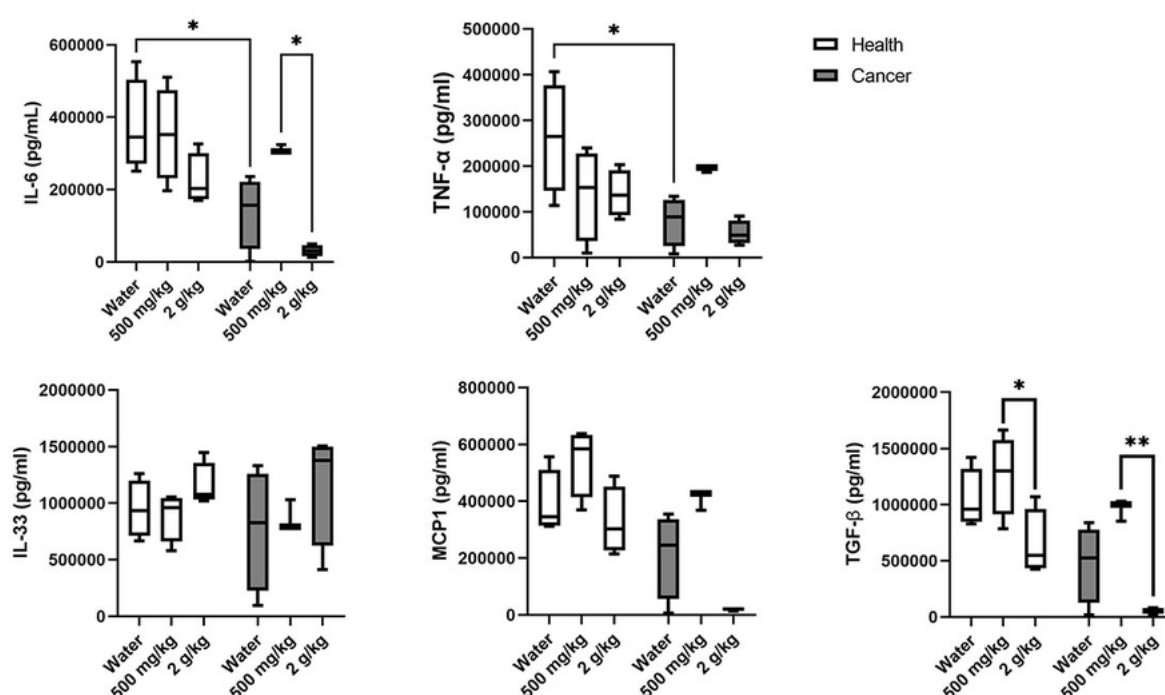 *
*
600000
400000
200000
0
IL-6 (pg/mL)
Water
500 mg/kg
2 g/kg
Water
500 mg/kg
2 g/kg
*
500000
400000
300000
200000
100000
0
TNF-α (pg/ml)
Water
500 mg/kg
2 g/kg
Water
500 mg/kg
2 g/kg
Health
Cancer
2000000
1500000
1000000
500000
0
IL-33 (pg/ml)
Water
500 mg/kg
2 g/kg
Water
500 mg/kg
2 g/kg
800000
600000
400000
200000
0
MCP1 (pg/ml)
Water
500 mg/kg
2 g/kg
Water
500 mg/kg
2 g/kg
*
**
2000000
1500000
1000000
500000
0
TGF-β (pg/ml)
Water
500 mg/kg
2 g/kg
Water
500 mg/kg
2 g/kg